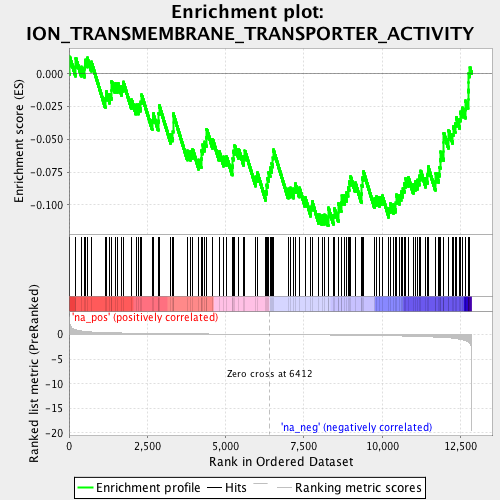 Enrichment plot:
ION_TRANSMEMBRANE_TRANSPORTER_ACTIVITY
Enrichment score (ES)
0.000
-0.025
-0.050
-0.075
-0.100
'na_pos' (positively correlated)
Ranked list metric (PreRanked)
0
-5
-10
-15
-20
Zero cross at 6412
'na_neg' (negatively correlated)
0
2,500
5,000
7,500
10,000
12,500
Rank in Ordered Dataset
Enrichment profile
Hits
Ranking metric scores